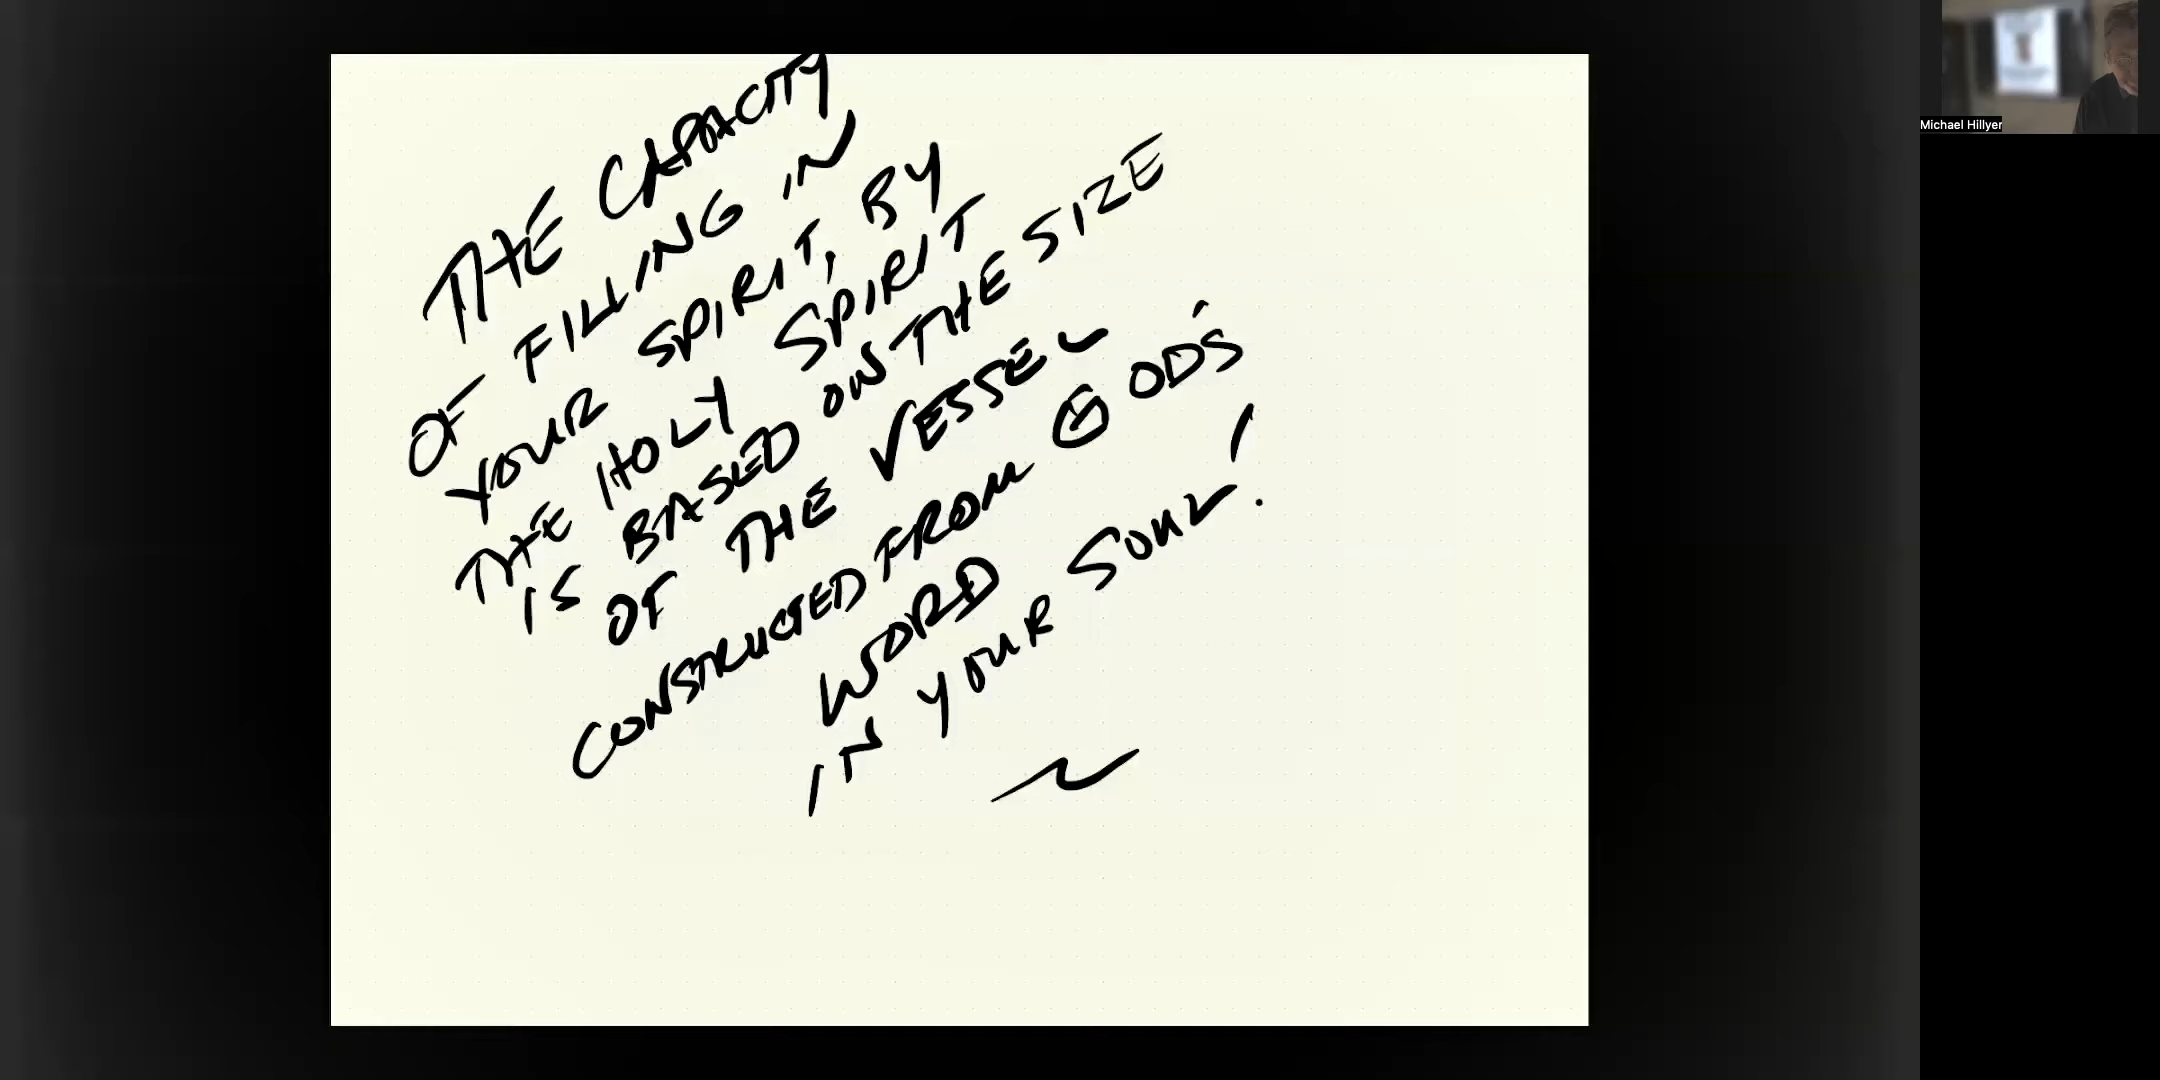 THE CAPACITY
OF FILLING IN
YOUR SPIRIT, BY
THE HOLY SPIRIT
IS BASED ON THE SIZE
OF THE VESSEL
CONSTRUCTED FROM GOD'S
WORD
IN YOUR SOUL!
Michael Hillyer